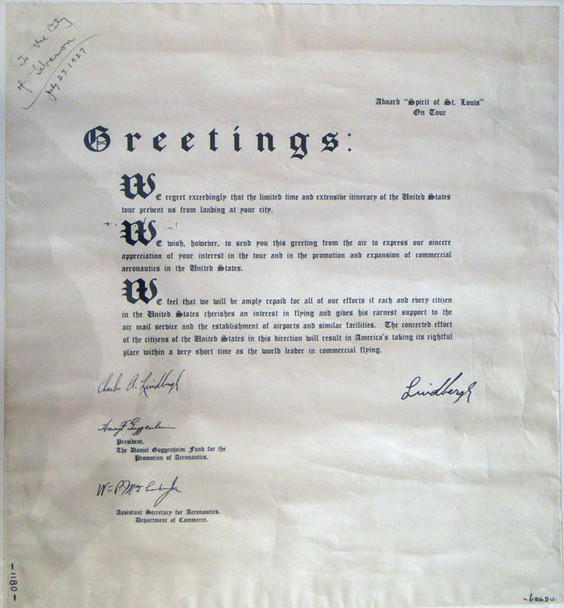 To the City
of Lebanon
July 27, 1927
Aboard "Spirit of St. Louis"
On Tour
Greetings:
We regret exceedingly that the limited time and extensive itinerary of the United States
tour prevent us from landing at your city.
We wish, however, to send you this greeting from the air to express our sincere
appreciation of your interest in the tour and in the promotion and expansion of commercial
aeronautics in the United States.
We feel that we will be amply repaid for all of our efforts if each and every citizen
in the United States cherishes an interest in flying and gives his earnest support to the
air mail service and the establishment of airports and similar facilities. The concerted effort
of the citizens of the United States in this direction will result in America's taking its rightful
place within a very short time as the world leader in commercial flying.
Charles A. Lindbergh
Lindbergh
Harry F. Guggenheim
President,
The Daniel Guggenheim Fund for the
Promotion of Aeronautics.
Wm P. McCracken Jr
Assistant Secretary for Aeronautics.
Department of Commerce.
-1180-